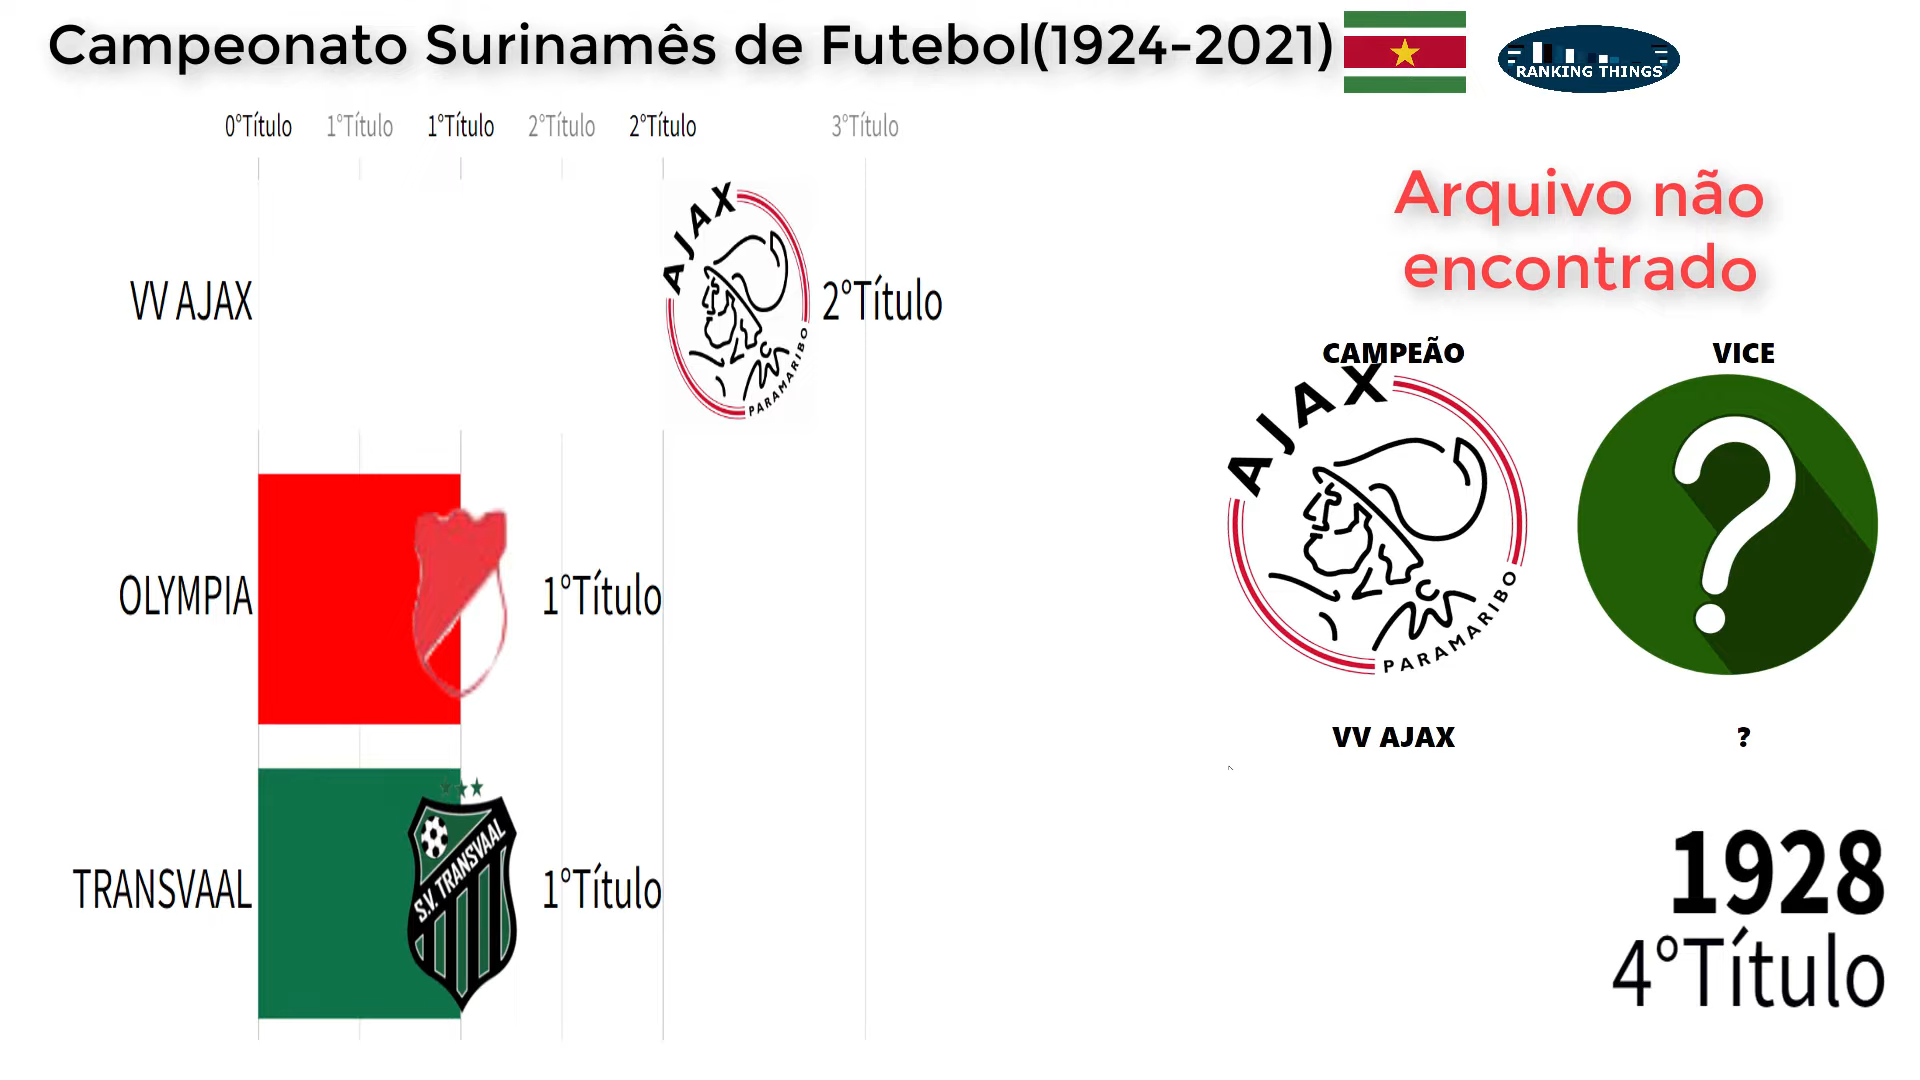 Campeonato Surinamês de Futebol(1924-2021)
RANKING THINGS
0°Título 1°Título 1°Título 2°Título 2°Título 3°Título
Arquivo não
encontrado
VV AJAX
AJAX
PARAMARIBO
2°Título
CAMPEÃO
VICE
AJAX
PARAMARIBO
OLYMPIA
1°Título
VV AJAX
?
TRANSVAAL
S.V. TRANSVAAL
1°Título
1928
4°Título